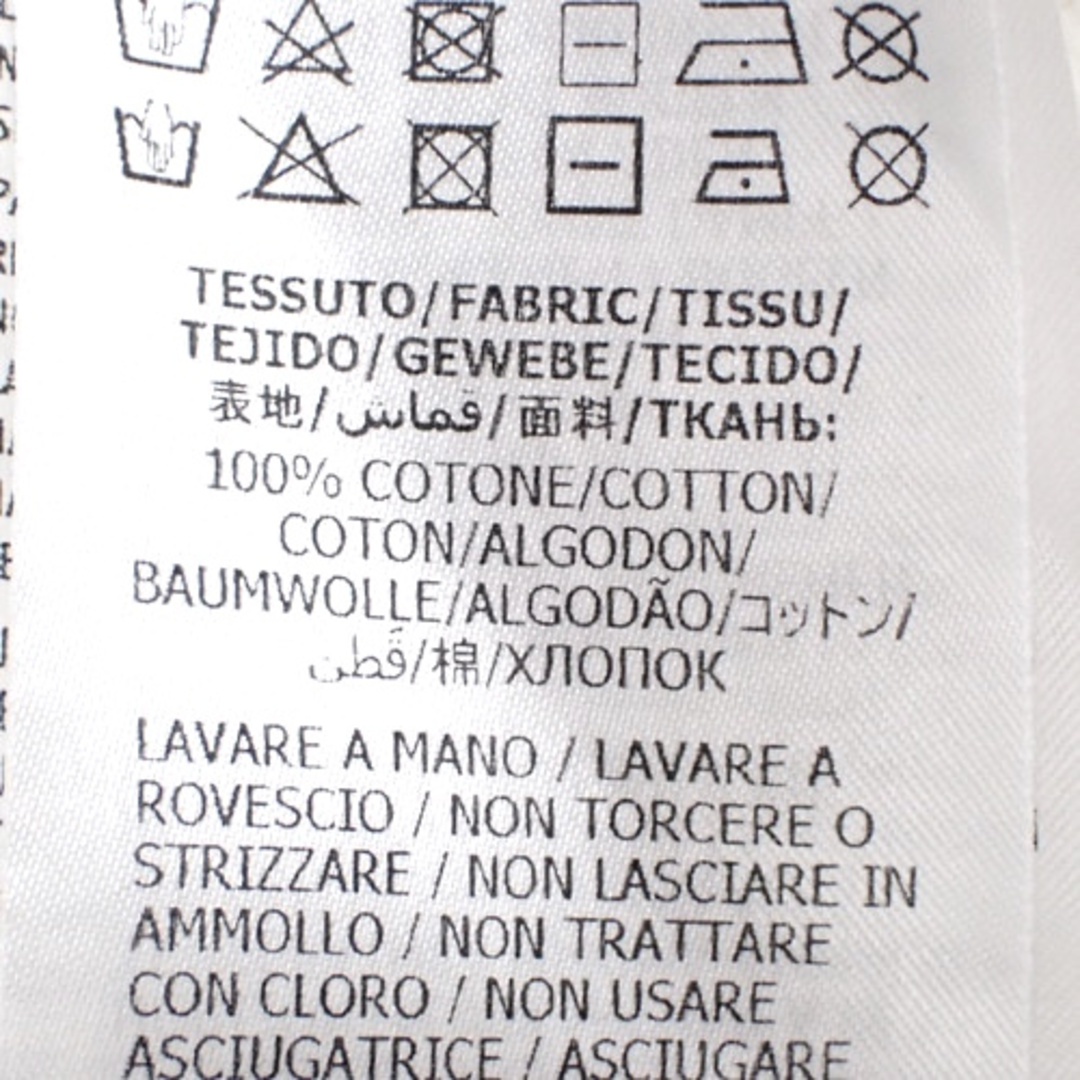 TESSUTO/FABRIC/TISSU/
TEJIDO/GEWEBE/TECIDO/
表地/قماش/面料/ТКАНЬ:
100% COTONE/COTTON/
COTON/ALGODON/
BAUMWOLLE/ALGODÃO/コットン/
قَطن/棉/ХЛОПОК
LAVARE A MANO / LAVARE A
ROVESCIO / NON TORCERE O
STRIZZARE / NON LASCIARE IN
AMMOLLO / NON TRATTARE
CON CLORO / NON USARE
ASCIUGATRICE / ASCIUGARE